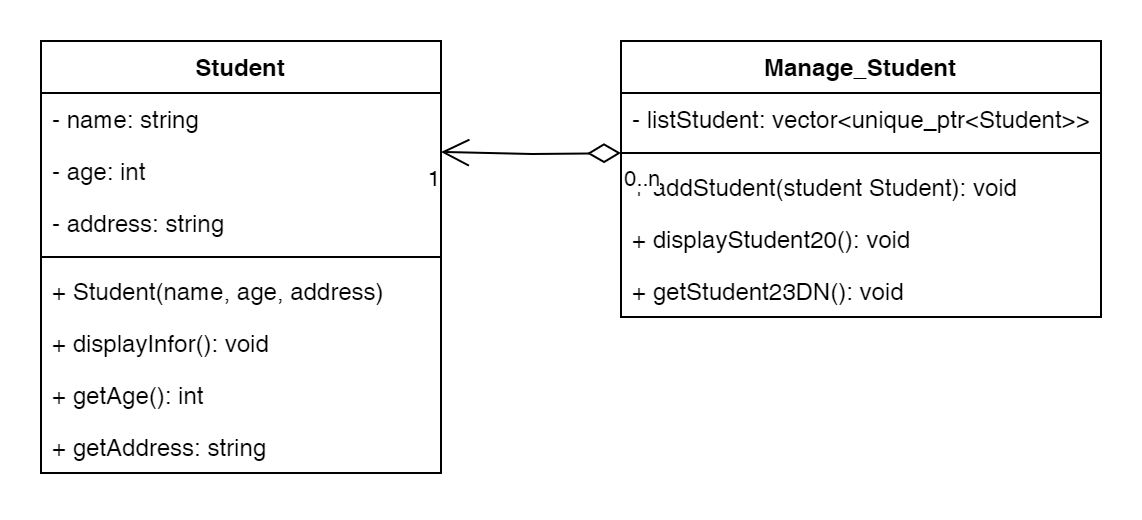 Student
- name: string
- age: int
- address: string
+ Student(name, age, address)
+ displayInfor(): void
+ getAge(): int
+ getAddress: string
1
0..n
Manage_Student
- listStudent: vector<unique_ptr<Student>>
+ addStudent(student Student): void
+ displayStudent20(): void
+ getStudent23DN(): void